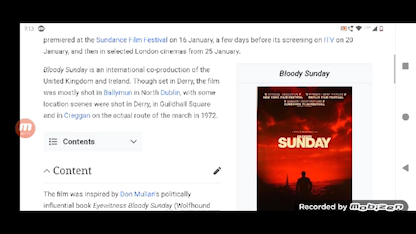 premiered at the Sundance Film Festival on 16 January, a few days before its screening on ITV on 20
January, and then in selected London cinemas from 25 January.
Bloody Sunday is an international co-production of the
United Kingdom and Ireland. Though set in Derry, the film
was mostly shot in Ballymun in North Dublin, with some
location scenes were shot in Derry, in Guildhall Square
and in Creggan on the actual route of the march in 1972.
Contents
Content
The film was inspired by Don Mullan's politically
influential book Eyewitness Bloody Sunday (Wolfhound
Bloody Sunday
SUNDAY
Recorded by
Mobizen